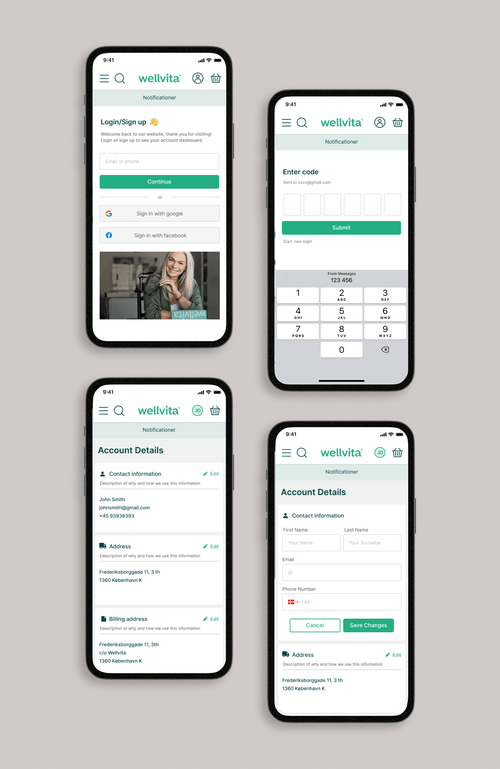 9:41
wellvita
Notificationer
Login/Sign up
Welcome back to our website, thank you for visiting!
Login or sign up to see your account dashboard
Email or phone
Continue
or
Sign in with google
Sign in with facebook
wellvita
9:41
wellvita
Notificationer
Enter code
Sent to xxxx@gmail.com
Submit
Start new login
From Messages
123 456
1 2 3
ABC DEF
4 5 6
GHI JKL MNO
7 8 9
PQRS TUV WXYZ
0
9:41
wellvita
JD
Notificationer
Account Details
Contact information Edit
Description of why and how we use this information
John Smith
johnsmith@gmail.com
+45 93939393
Address Edit
Description of why and how we use this information
Frederiksborggade 11, 3 th
1360 København K
Billing address Edit
Description of why and how we use this information
Frederiksborggade 11, 3th
c/o Wellvita
1360 København K
9:41
wellvita
JD
Notificationer
Account Details
Contact information
First Name Last Name
Your Name Your Surname
Email
@
Phone Number
+45
Cancel Save Changes
Address Edit
Description of why and how we use this information
Frederiksborggade 11, 3 th
1360 København K